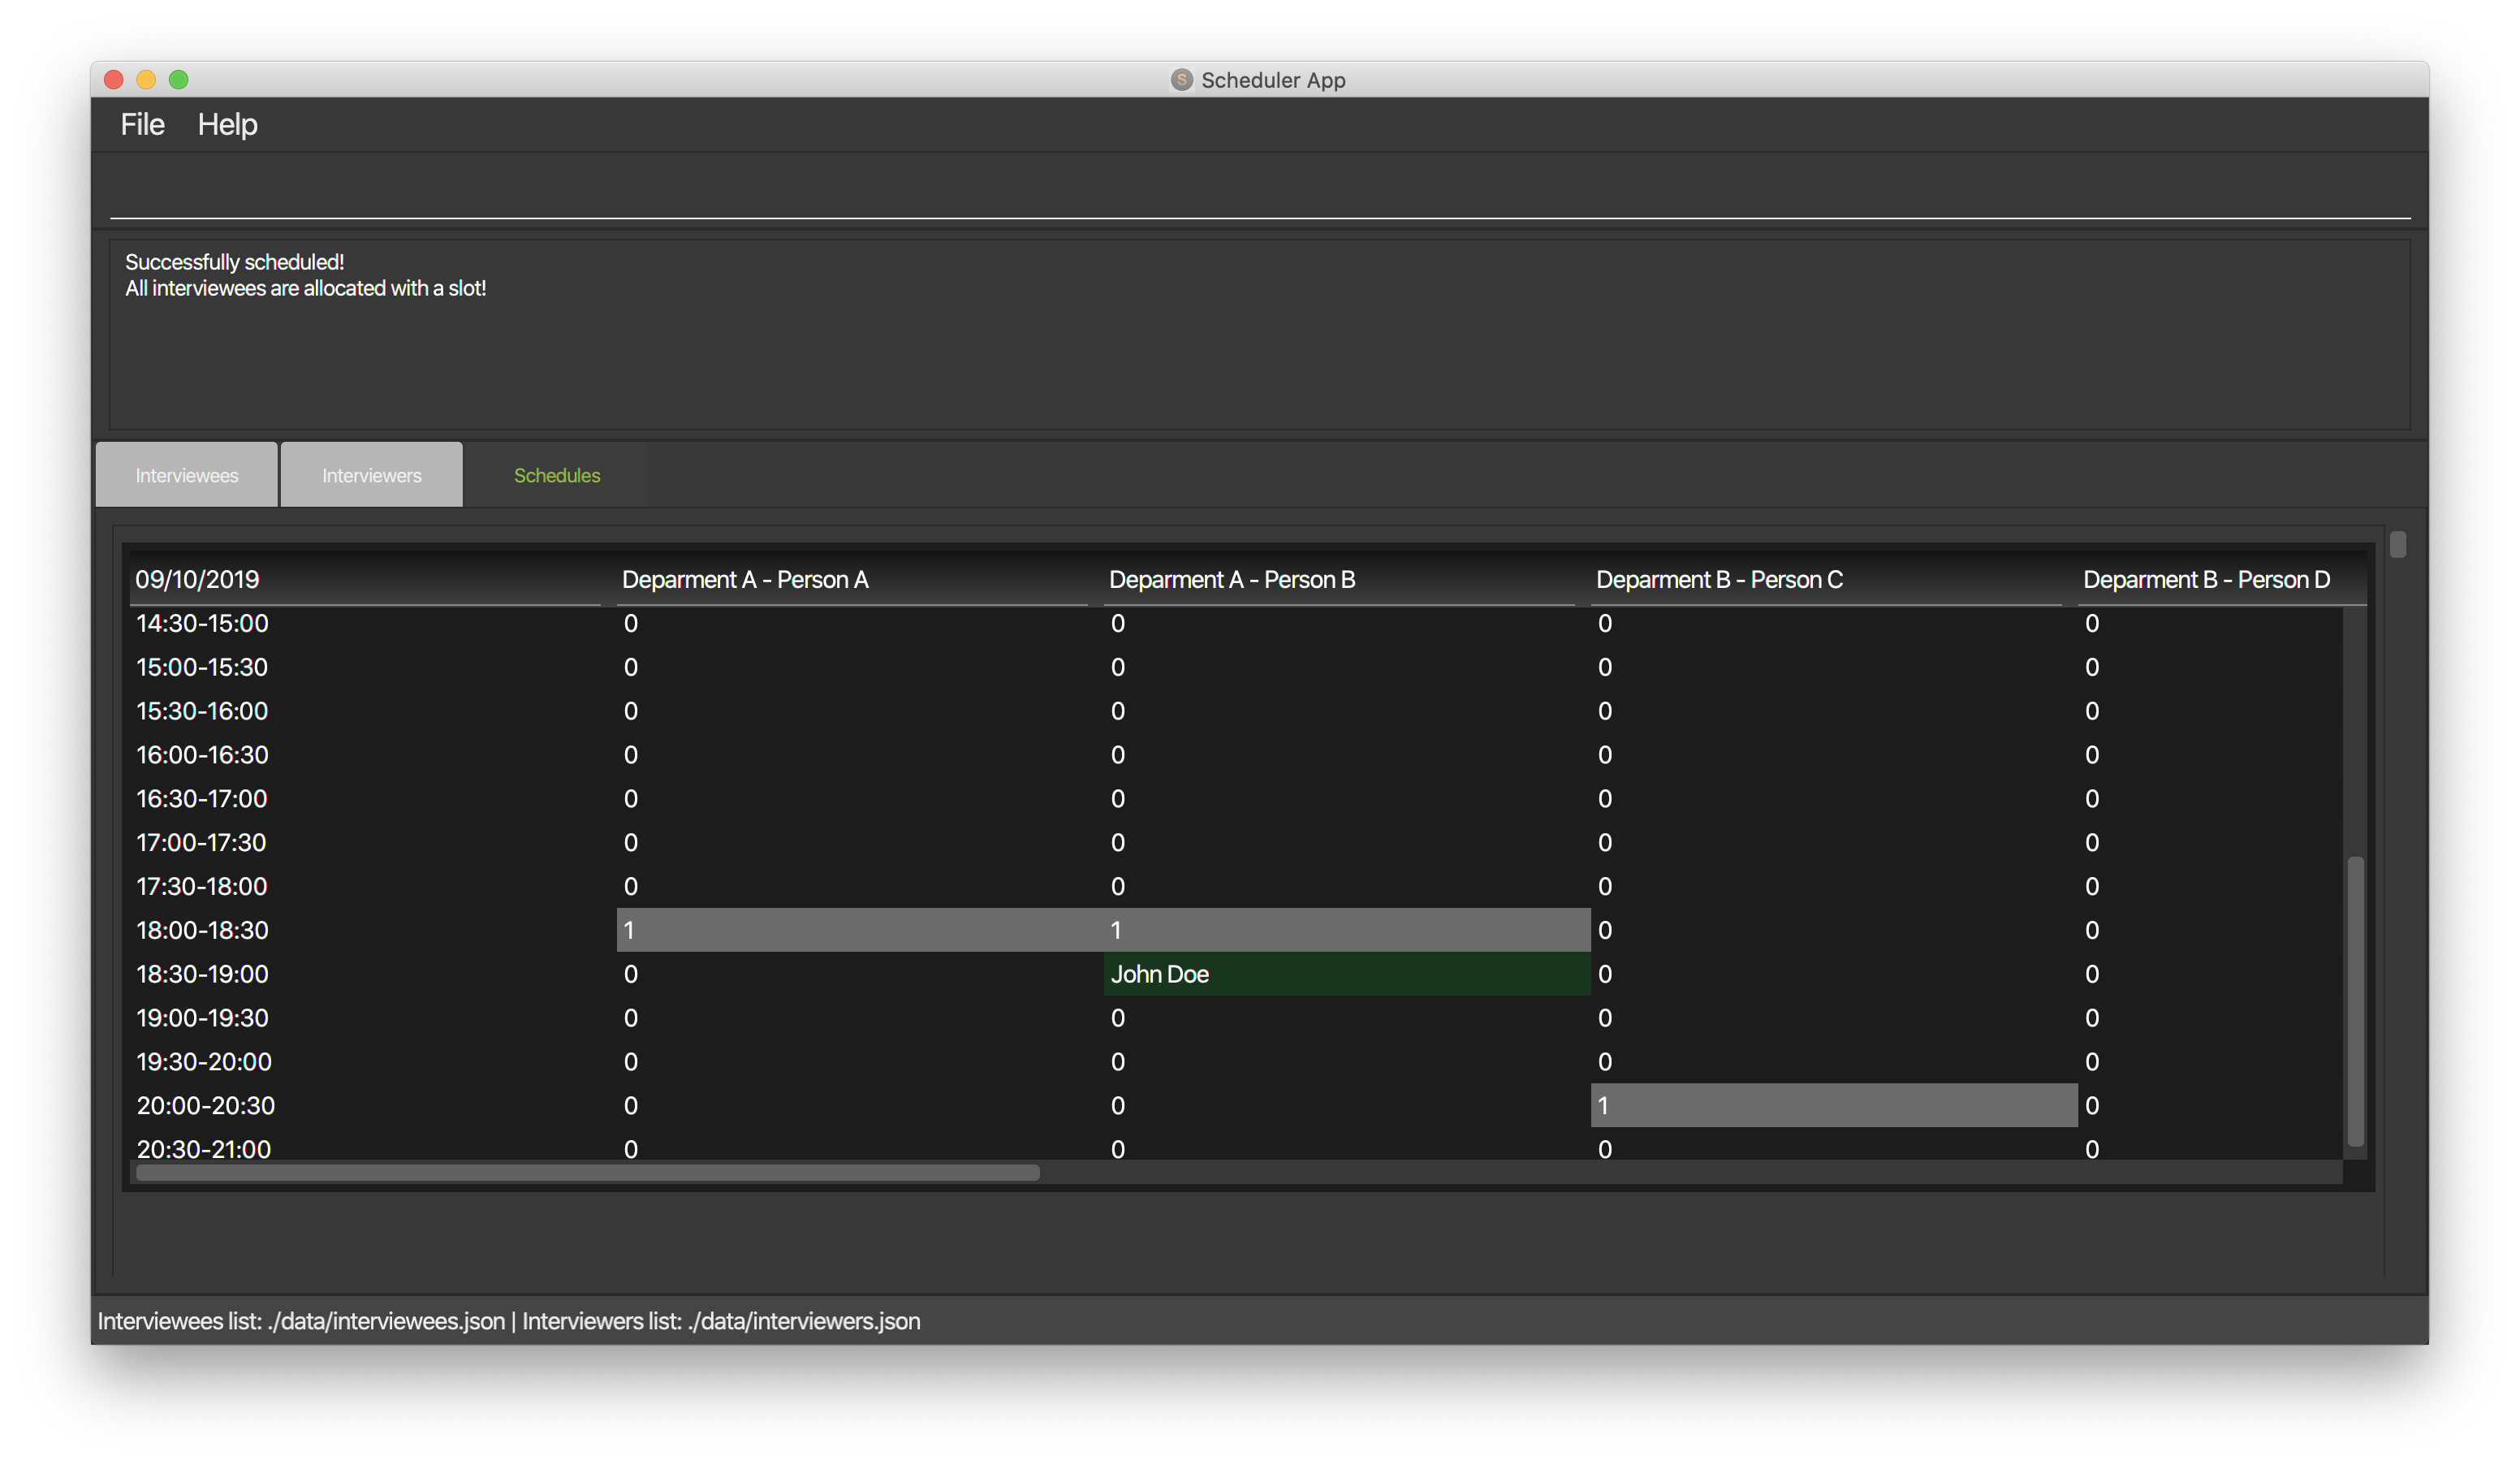 S Scheduler App
File Help
Successfully scheduled!
All interviewees are allocated with a slot!
Interviewees Interviewers Schedules
09/10/2019 Deparment A - Person A Deparment A - Person B Deparment B - Person C Deparment B - Person D
14:30-15:00 0 0 0 0
15:00-15:30 0 0 0 0
15:30-16:00 0 0 0 0
16:00-16:30 0 0 0 0
16:30-17:00 0 0 0 0
17:00-17:30 0 0 0 0
17:30-18:00 0 0 0 0
18:00-18:30 1 1 0 0
18:30-19:00 0 John Doe 0 0
19:00-19:30 0 0 0 0
19:30-20:00 0 0 0 0
20:00-20:30 0 0 1 0
20:30-21:00 0 0 0 0
Interviewees list: ./data/interviewees.json | Interviewers list: ./data/interviewers.json